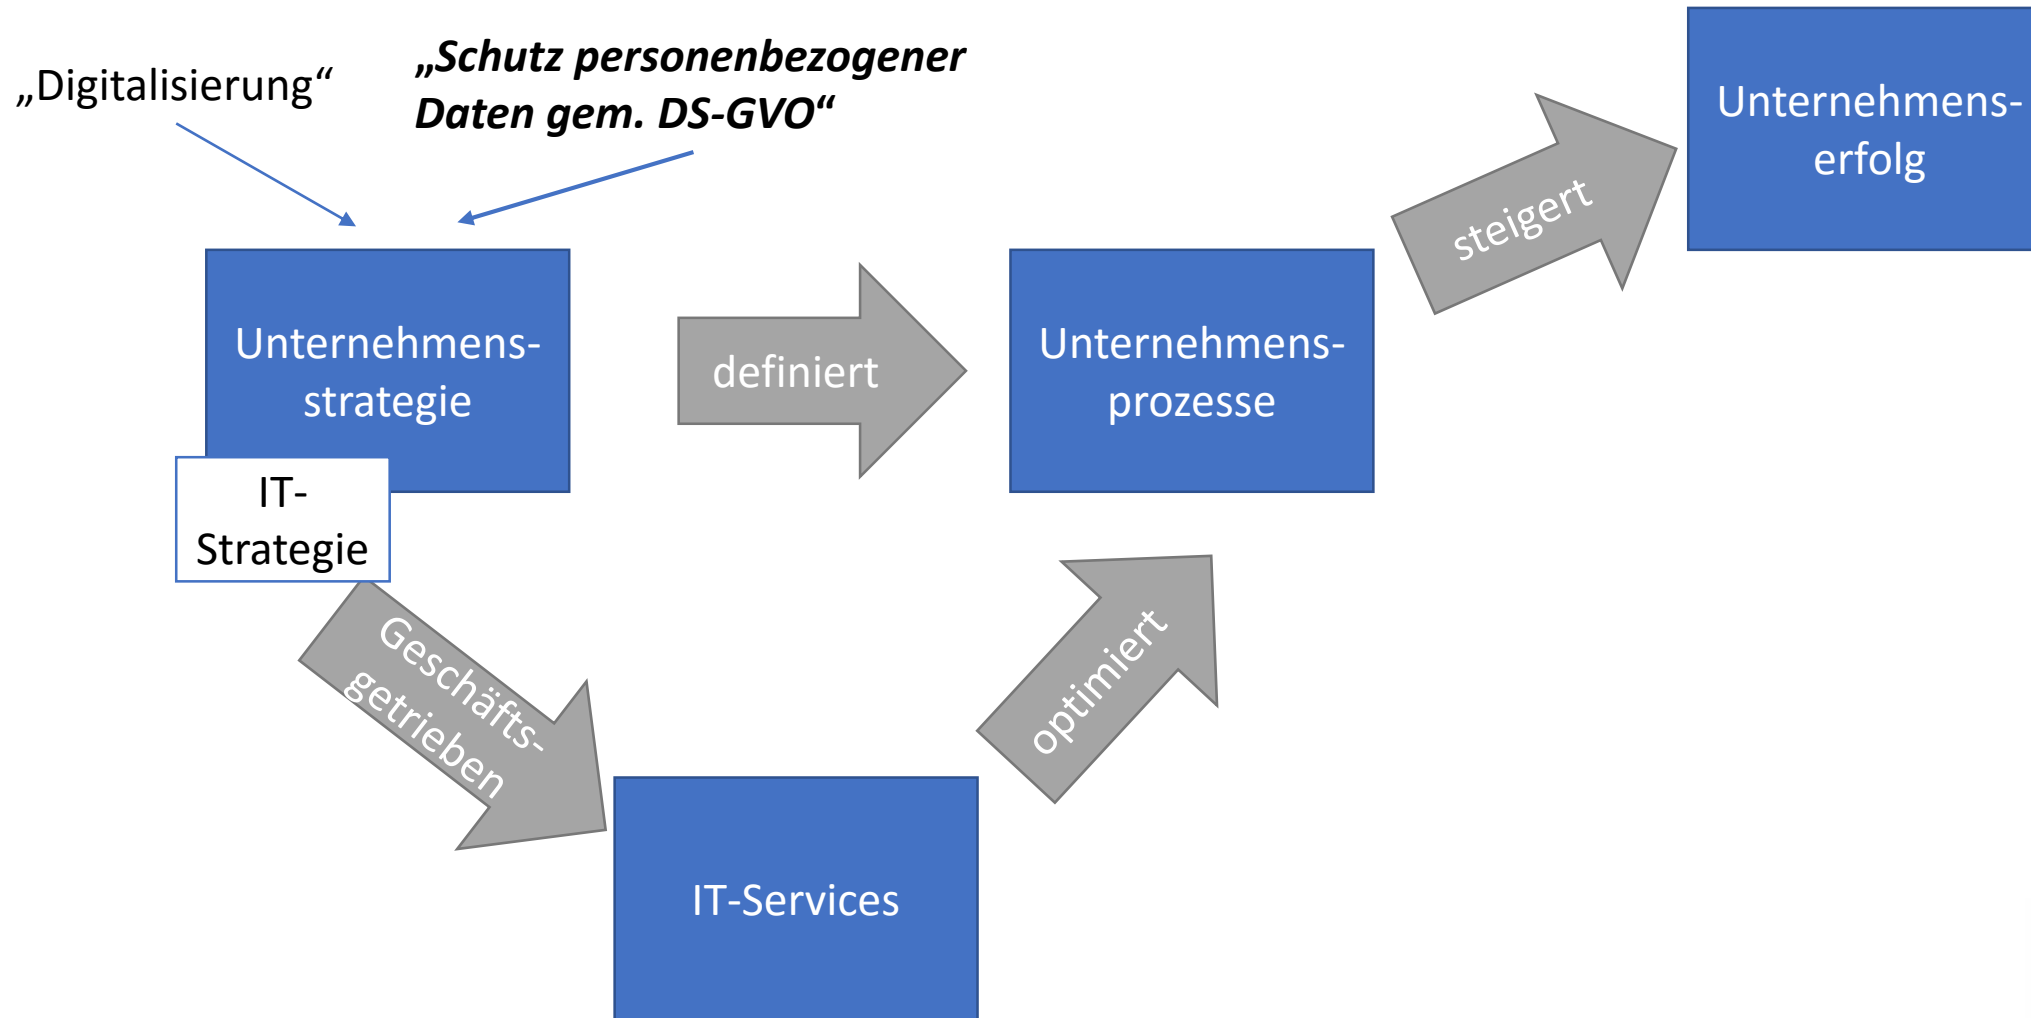 „Digitalisierung“
„Schutz personenbezogener
Daten gem. DS-GVO“
Unternehmens-
erfolg
steigert
Unternehmens-
strategie
definiert
Unternehmens-
prozesse
IT-
Strategie
Geschäfts-
getrieben
optimiert
IT-Services